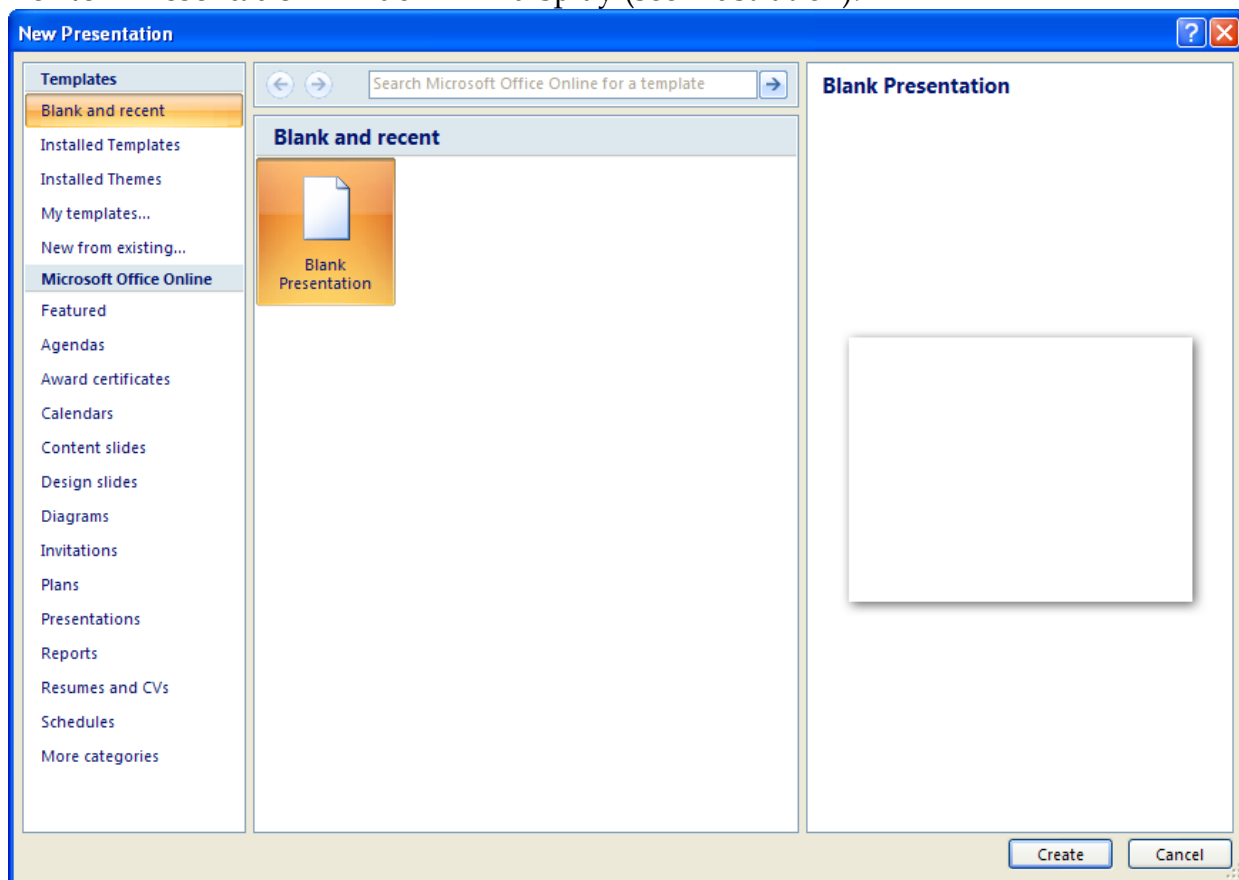 New Presentation
Templates
Blank and recent
Installed Templates
Installed Themes
My templates...
New from existing...
Microsoft Office Online
Featured
Agendas
Award certificates
Calendars
Content slides
Design slides
Diagrams
Invitations
Plans
Presentations
Reports
Resumes and CVs
Schedules
More categories
Search Microsoft Office Online for a template
Blank and recent
Blank
Presentation
Blank Presentation
Create
Cancel